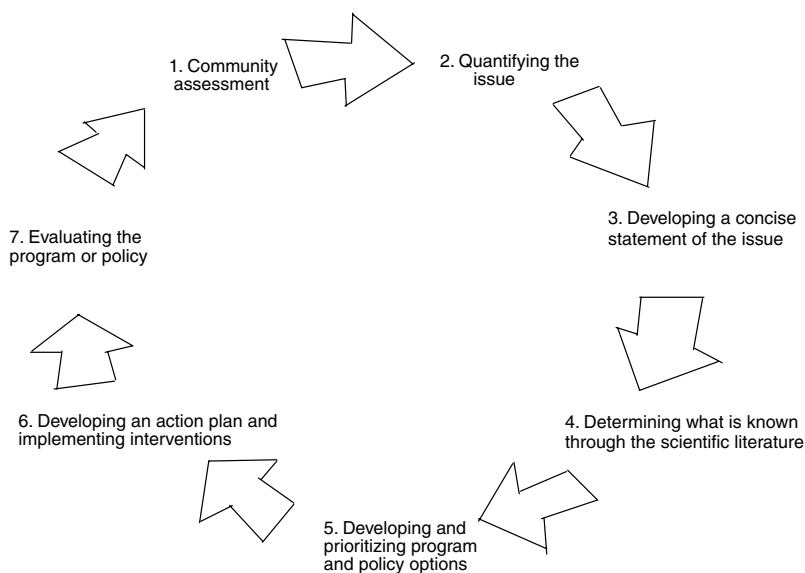 1. Community
assessment
2. Quantifying the
issue
3. Developing a concise
statement of the issue
4. Determining what is known
through the scientific literature
5. Developing and
prioritizing program
and policy options
6. Developing an action plan and
implementing interventions
7. Evaluating the
program or policy